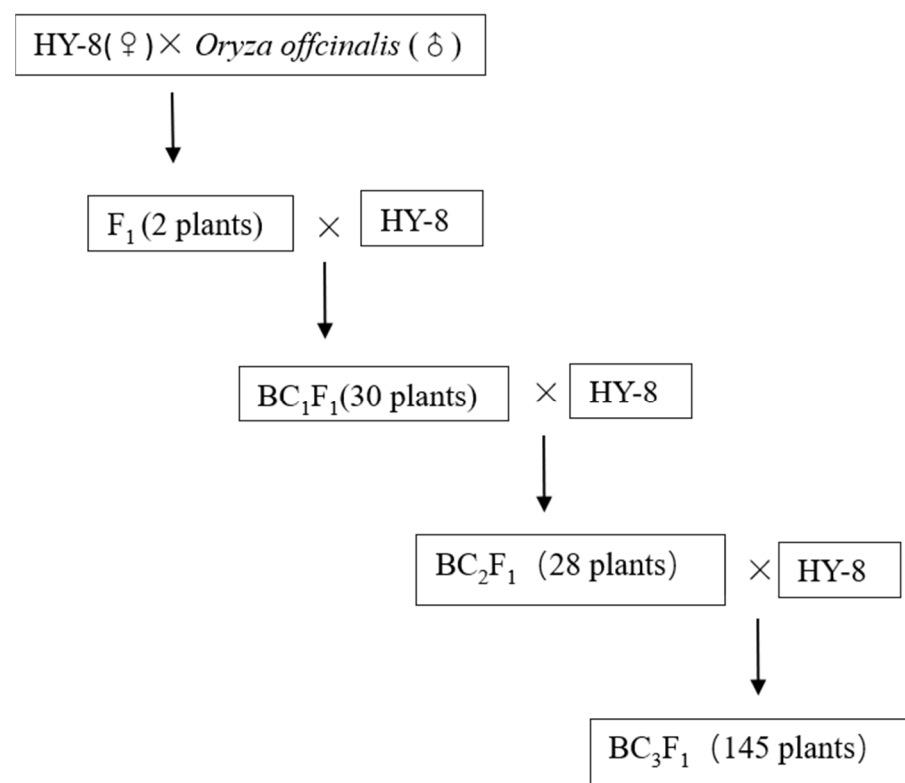 HY-8(♀)× Oryza offcinalis (♂)
F₁ (2 plants) × HY-8
BC₁F₁(30 plants) × HY-8
BC₂F₁（28 plants） × HY-8
BC₃F₁（145 plants）